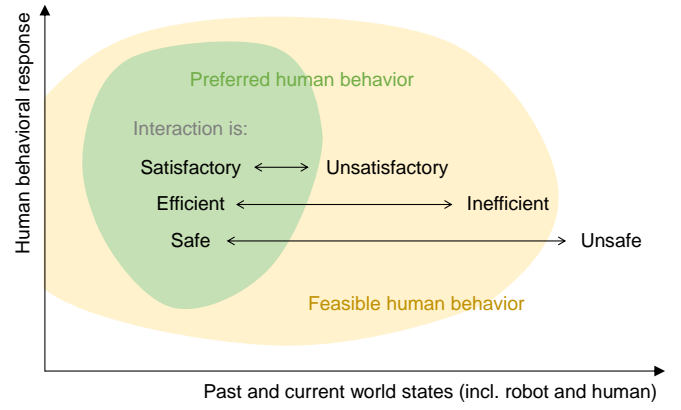 Human behavioral response
Preferred human behavior
Interaction is:
Satisfactory Unsatisfactory
Efficient Inefficient
Safe Unsafe
Feasible human behavior
Past and current world states (incl. robot and human)